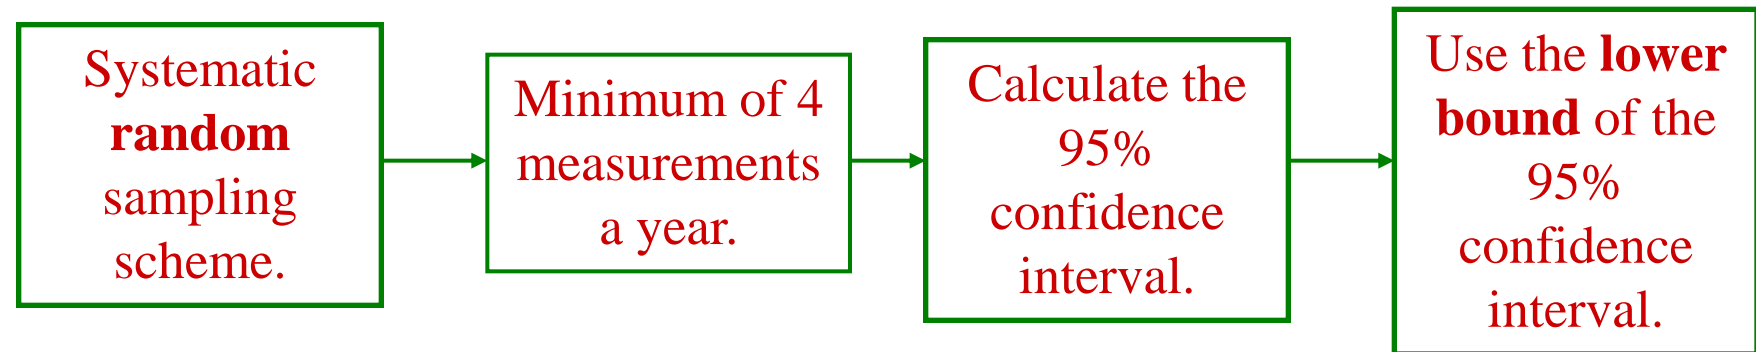 Systematic
random
sampling
scheme.
Minimum of 4
measurements
a year.
Calculate the
95%
confidence
interval.
Use the lower
bound of the
95%
confidence
interval.